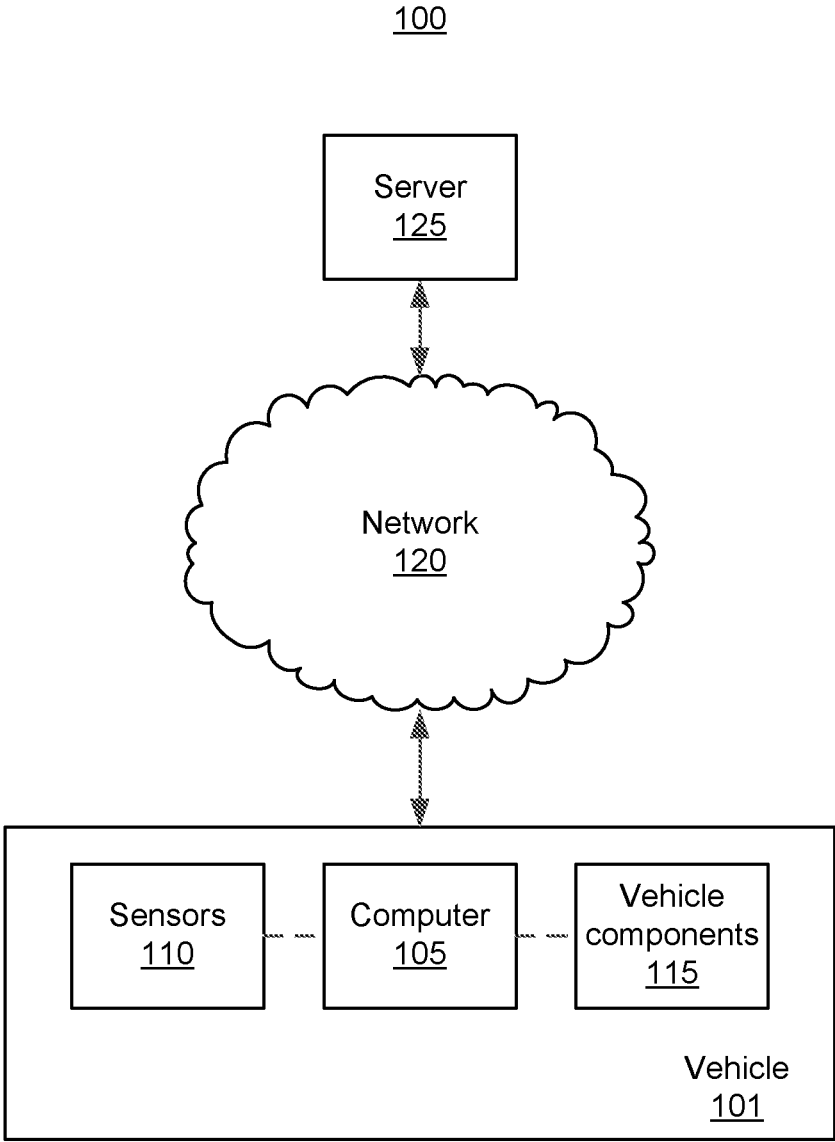 100
Server
125
Network
120
Sensors
110
Computer
105
Vehicle
components
115
Vehicle
101